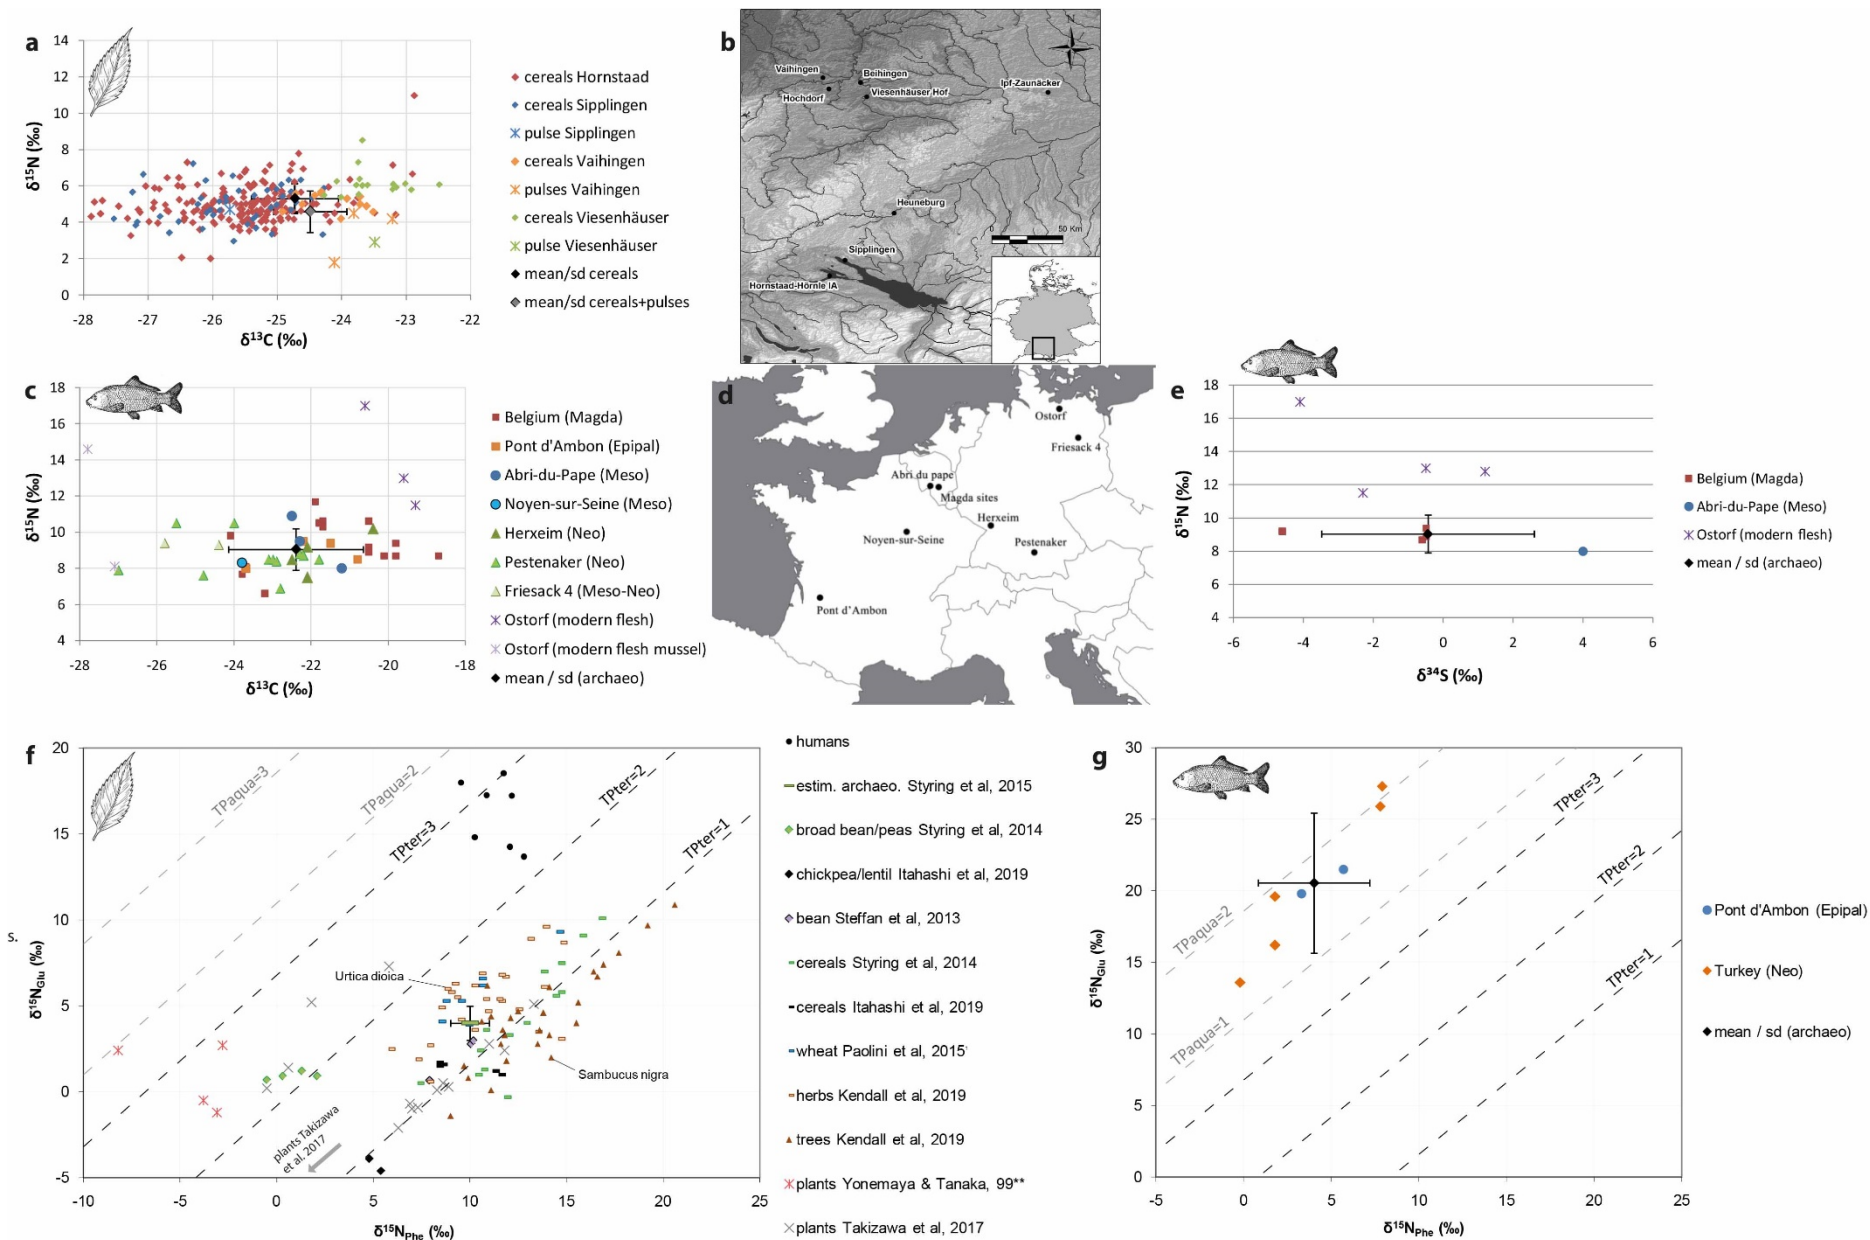 a
14
12
10
8
6
4
2
0
δ¹⁵N (‰)
-28
-27
-26
-25
-24
-23
-22
δ¹³C (‰)
cereals Hornstaad
cereals Sipplingen
pulse Sipplingen
cereals Vaihingen
pulses Vaihingen
cereals Viesenhäuser
pulse Viesenhäuser
mean/sd cereals
mean/sd cereals+pulses
b
N
Vaihingen
Beihingen
Ipf-Zaunäcker
Hochdorf
Viesenhäuser Hof
Heuneburg
0
50 Km
Sipplingen
Hornstaad-Hörnle IA
c
18
16
14
12
10
8
6
4
δ¹⁵N (‰)
-28
-26
-24
-22
-20
-18
δ¹³C (‰)
Belgium (Magda)
Pont d'Ambon (Epipal)
Abri-du-Pape (Meso)
Noyen-sur-Seine (Meso)
Herxeim (Neo)
Pestenaker (Neo)
Friesack 4 (Meso-Neo)
Ostorf (modern flesh)
Ostorf (modern flesh mussel)
mean / sd (archaeo)
d
Ostorf
Friesack 4
Abri du pape
Magda sites
Herxeim
Noyen-sur-Seine
Pestenaker
Pont d’Ambon
e
18
16
14
12
10
8
6
4
δ¹⁵N (‰)
-6
-4
-2
0
2
4
6
δ³⁴S (‰)
Belgium (Magda)
Abri-du-Pape (Meso)
Ostorf (modern flesh)
mean / sd (archaeo)
s.
f
20
15
10
5
0
-5
δ¹⁵N_Glu (‰)
-10
-5
0
5
10
15
20
25
δ¹⁵N_Phe (‰)
TPaqua=3
TPaqua=2
TPter=3
TPter=2
TPter=1
Urtica dioica
Sambucus nigra
plants Takizawa
et al. 2017
humans
estim. archaeo. Styring et al, 2015
broad bean/peas Styring et al, 2014
chickpea/lentil Itahashi et al, 2019
bean Steffan et al, 2013
cereals Styring et al, 2014
cereals Itahashi et al, 2019
wheat Paolini et al, 2015
herbs Kendall et al, 2019
trees Kendall et al, 2019
plants Yonemaya & Tanaka, 99**
plants Takizawa et al, 2017
g
30
25
20
15
10
5
0
δ¹⁵N_Glu (‰)
-5
0
5
10
15
20
25
δ¹⁵N_Phe (‰)
TPaqua=2
TPaqua=1
TPter=3
TPter=2
TPter=1
Pont d'Ambon (Epipal)
Turkey (Neo)
mean / sd (archaeo)